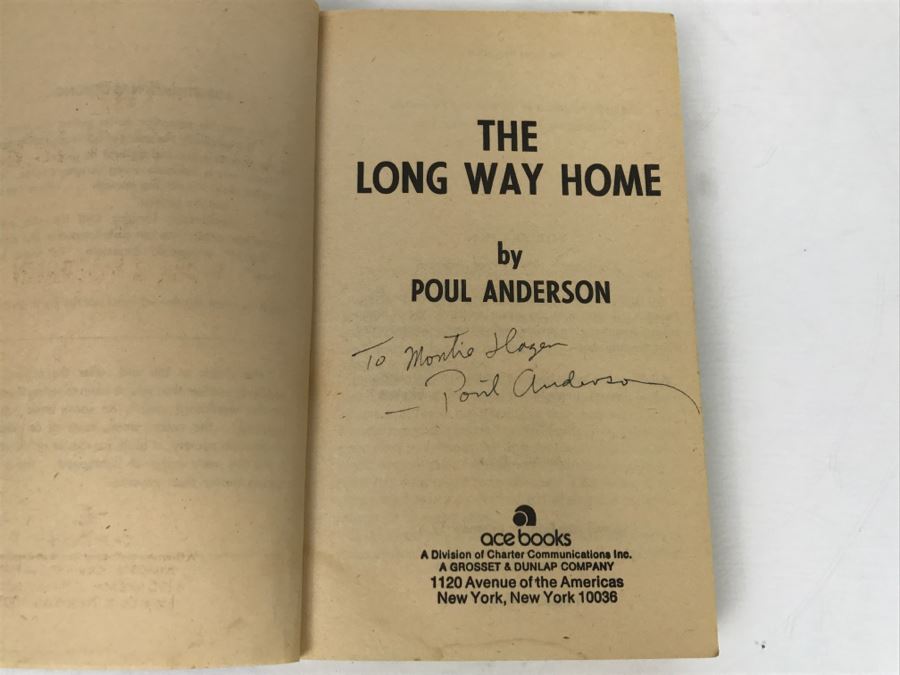 THE
LONG WAY HOME
by
POUL ANDERSON
To Montie Hagen
— Poul Anderson
ace books
A Division of Charter Communications Inc.
A GROSSET & DUNLAP COMPANY
1120 Avenue of the Americas
New York, New York 10036